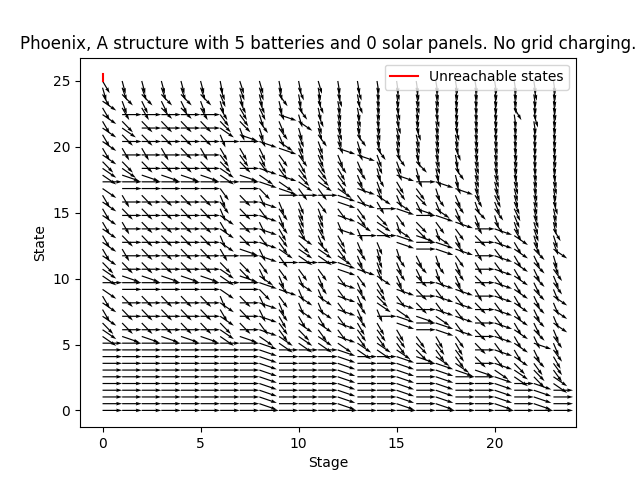 Phoenix, A structure with 5 batteries and 0 solar panels. No grid charging.
Unreachable states
25
20
15
10
5
0
State
0 5 10 15 20
Stage